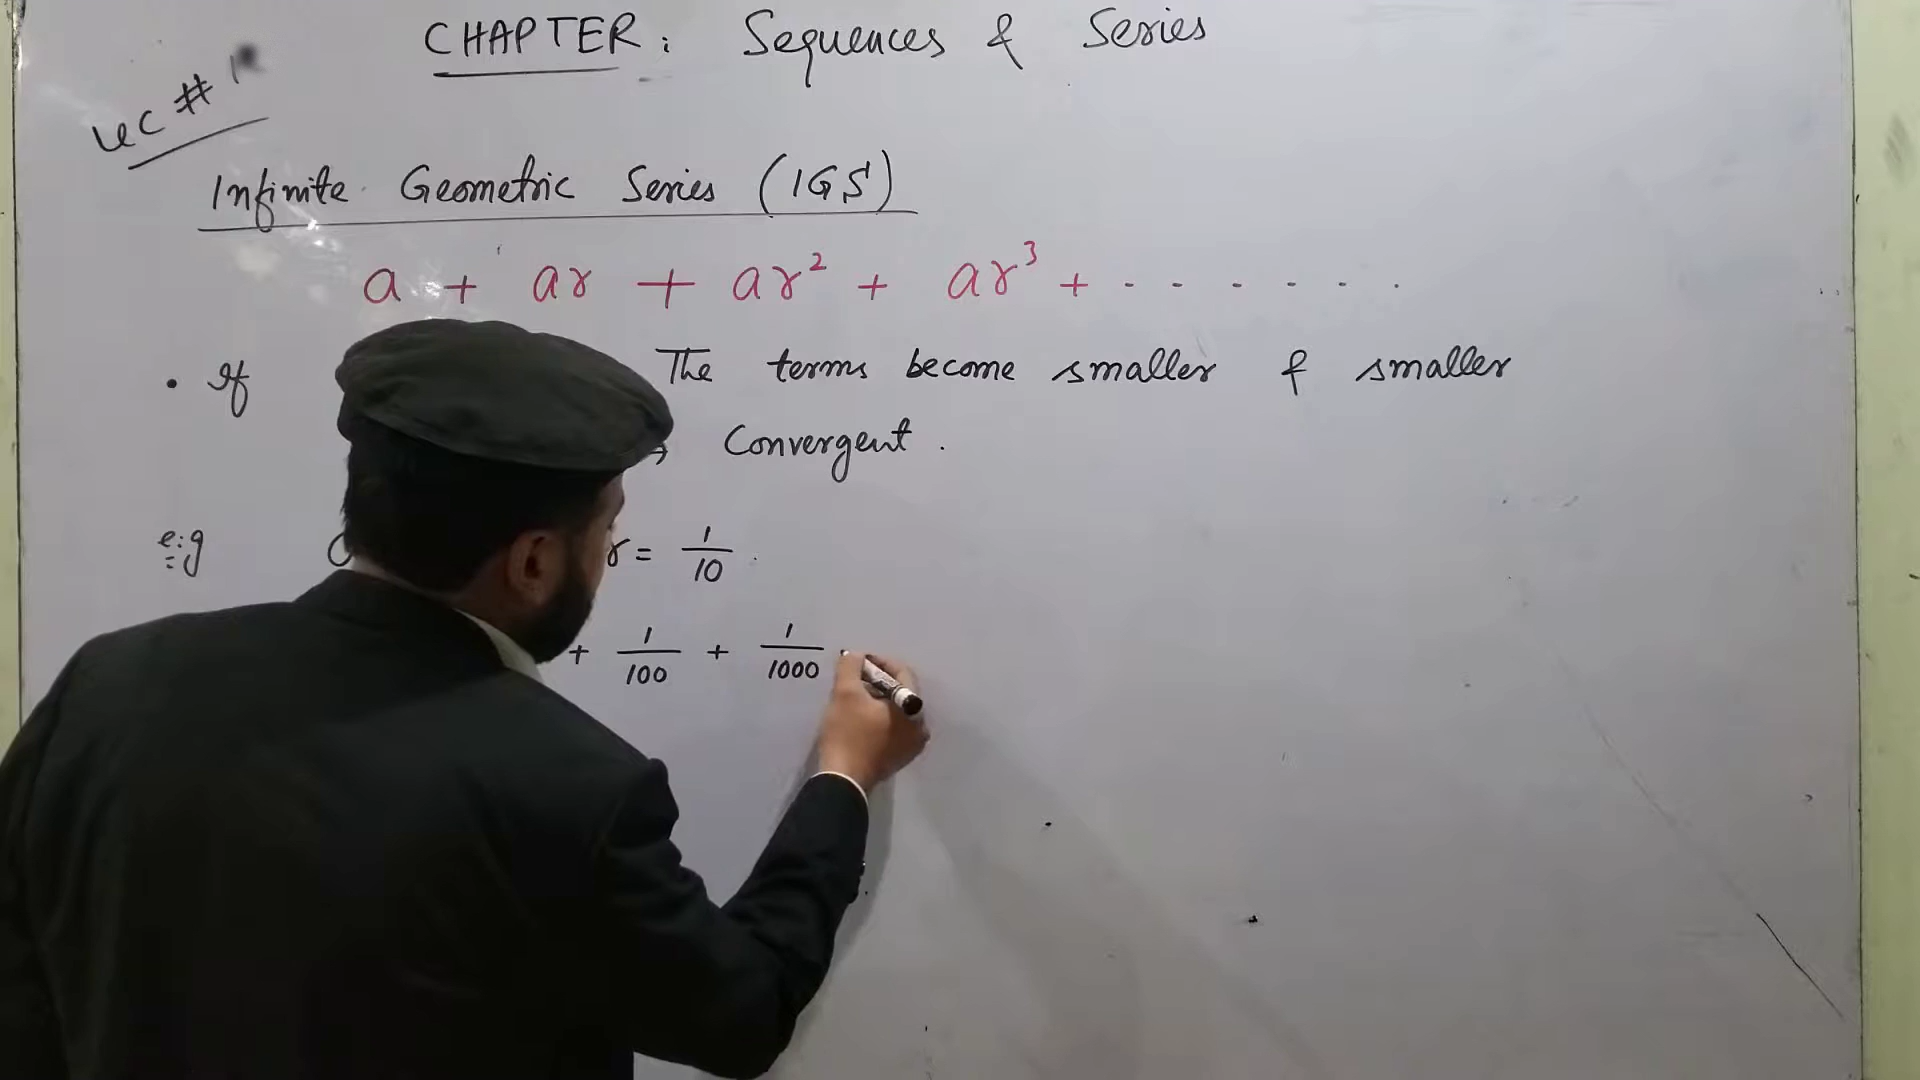 CHAPTER: Sequences & Series
Lec #
Infinite Geometric Series (IGS)
a + ar + ar² + ar³ + · · · · · ·
• If The terms become smaller & smaller
→ Convergent.
e:g r = 1/10.
+ 1/100 + 1/1000